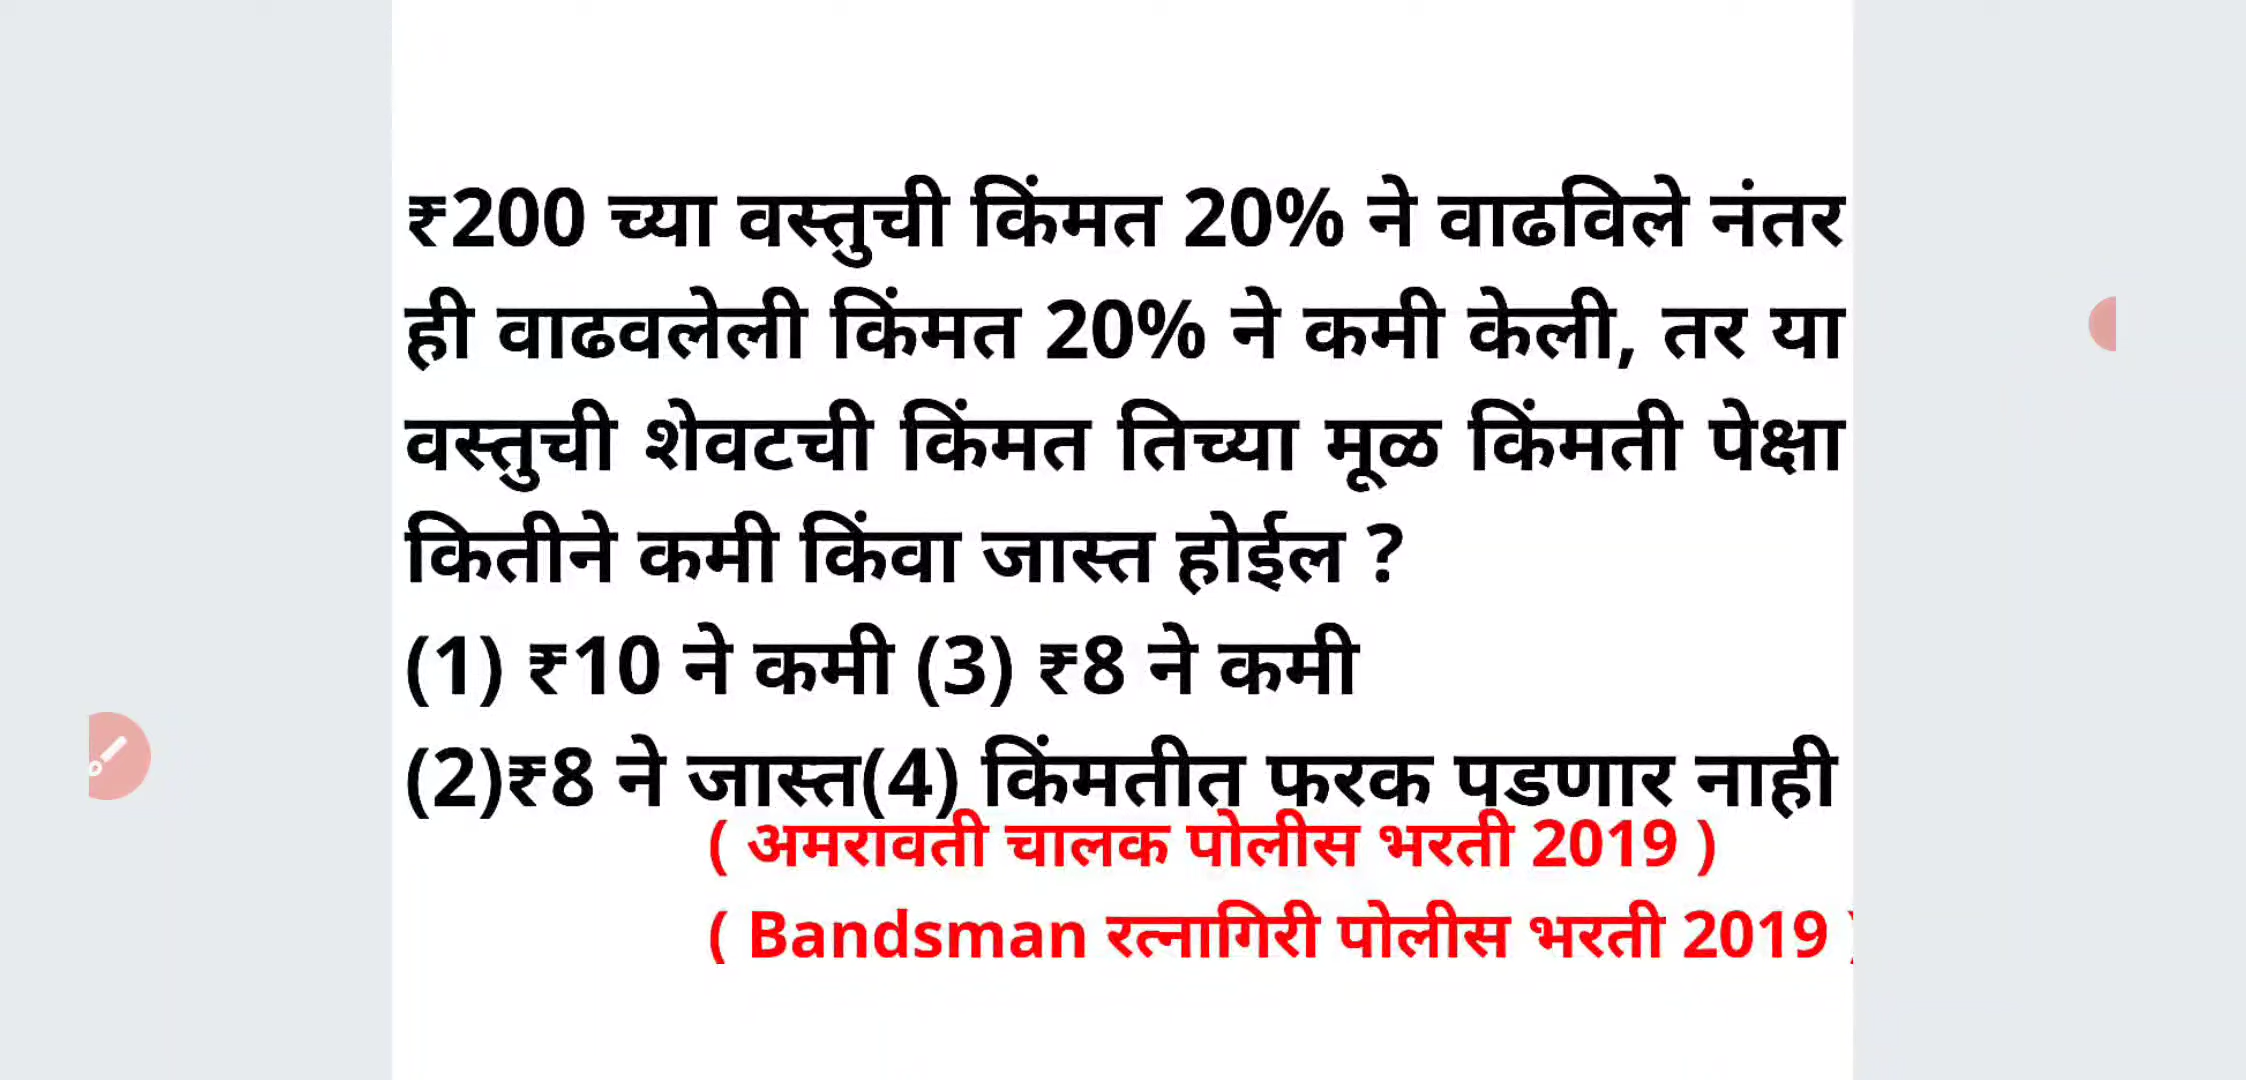 ₹200 च्या वस्तुची किंमत 20% ने वाढविले नंतर
ही वाढवलेली किंमत 20% ने कमी केली, तर या
वस्तुची शेवटची किंमत तिच्या मूळ किंमती पेक्षा
कितीने कमी किंवा जास्त होईल ?
(1) ₹10 ने कमी (3) ₹8 ने कमी
(2)₹8 ने जास्त(4) किंमतीत फरक पडणार नाही
( अमरावती चालक पोलीस भरती 2019 )
( Bandsman रत्नागिरी पोलीस भरती 2019 )